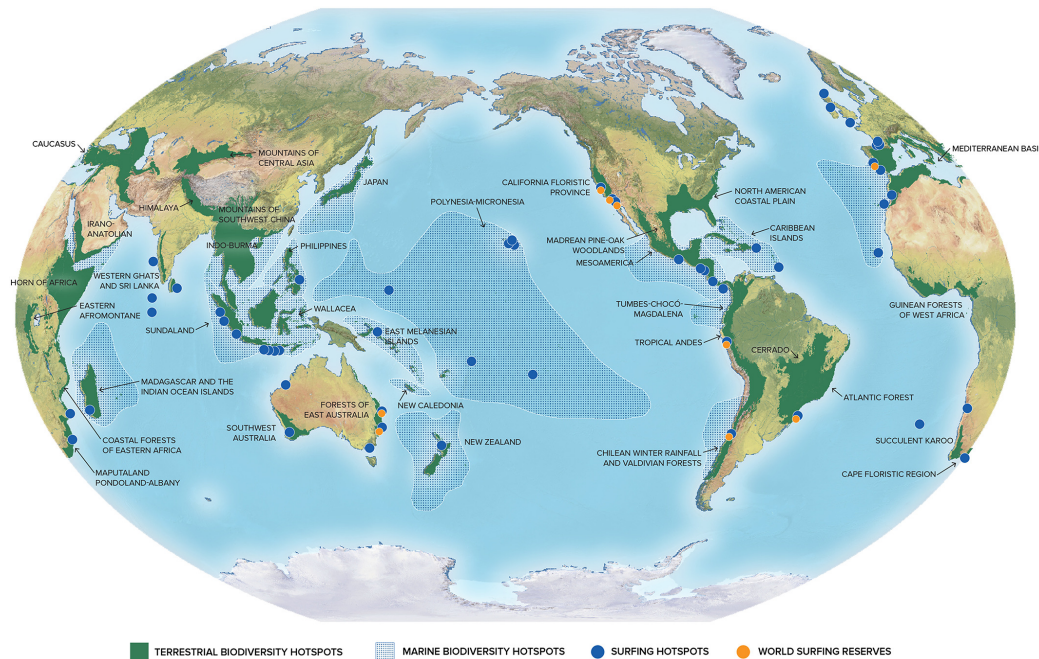 CAUCASUS
MOUNTAINS OF
CENTRAL ASIA
JAPAN
HIMALAYA
MOUNTAINS OF
SOUTHWEST CHINA
IRANO-
ANATOLIAN
INDO-BURMA
PHILIPPINES
POLYNESIA-MICRONESIA
CALIFORNIA FLORISTIC
PROVINCE
NORTH AMERICAN
COASTAL PLAIN
MEDITERRANEAN BASI
MADREAN PINE-OAK
WOODLANDS
MESOAMERICA
CARIBBEAN
ISLANDS
HORN OF AFRICA
WESTERN GHATS
AND SRI LANKA
EASTERN
AFROMONTANE
SUNDALAND
WALLACEA
EAST MELANESIAN
ISLANDS
TUMBES-CHOCÓ-
MAGDALENA
GUINEAN FORESTS
OF WEST AFRICA
TROPICAL ANDES
CERRADO
MADAGASCAR AND THE
INDIAN OCEAN ISLANDS
FORESTS OF
EAST AUSTRALIA
NEW CALEDONIA
ATLANTIC FOREST
SOUTHWEST
AUSTRALIA
NEW ZEALAND
COASTAL FORESTS
OF EASTERN AFRICA
CHILEAN WINTER RAINFALL
AND VALDIVIAN FORESTS
SUCCULENT KAROO
MAPUTALAND
PONDOLAND-ALBANY
CAPE FLORISTIC REGION
TERRESTRIAL BIODIVERSITY HOTSPOTS
MARINE BIODIVERSITY HOTSPOTS
SURFING HOTSPOTS
WORLD SURFING RESERVES